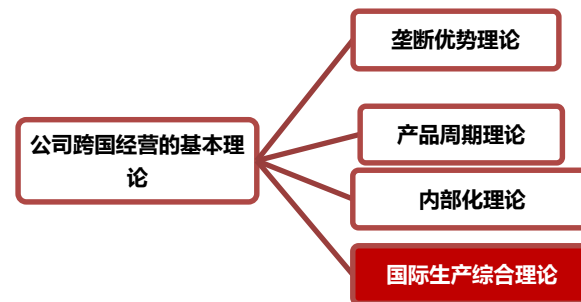 垄断优势理论
产品周期理论
公司跨国经营的基本理
论
内部化理论
国际生产综合理论